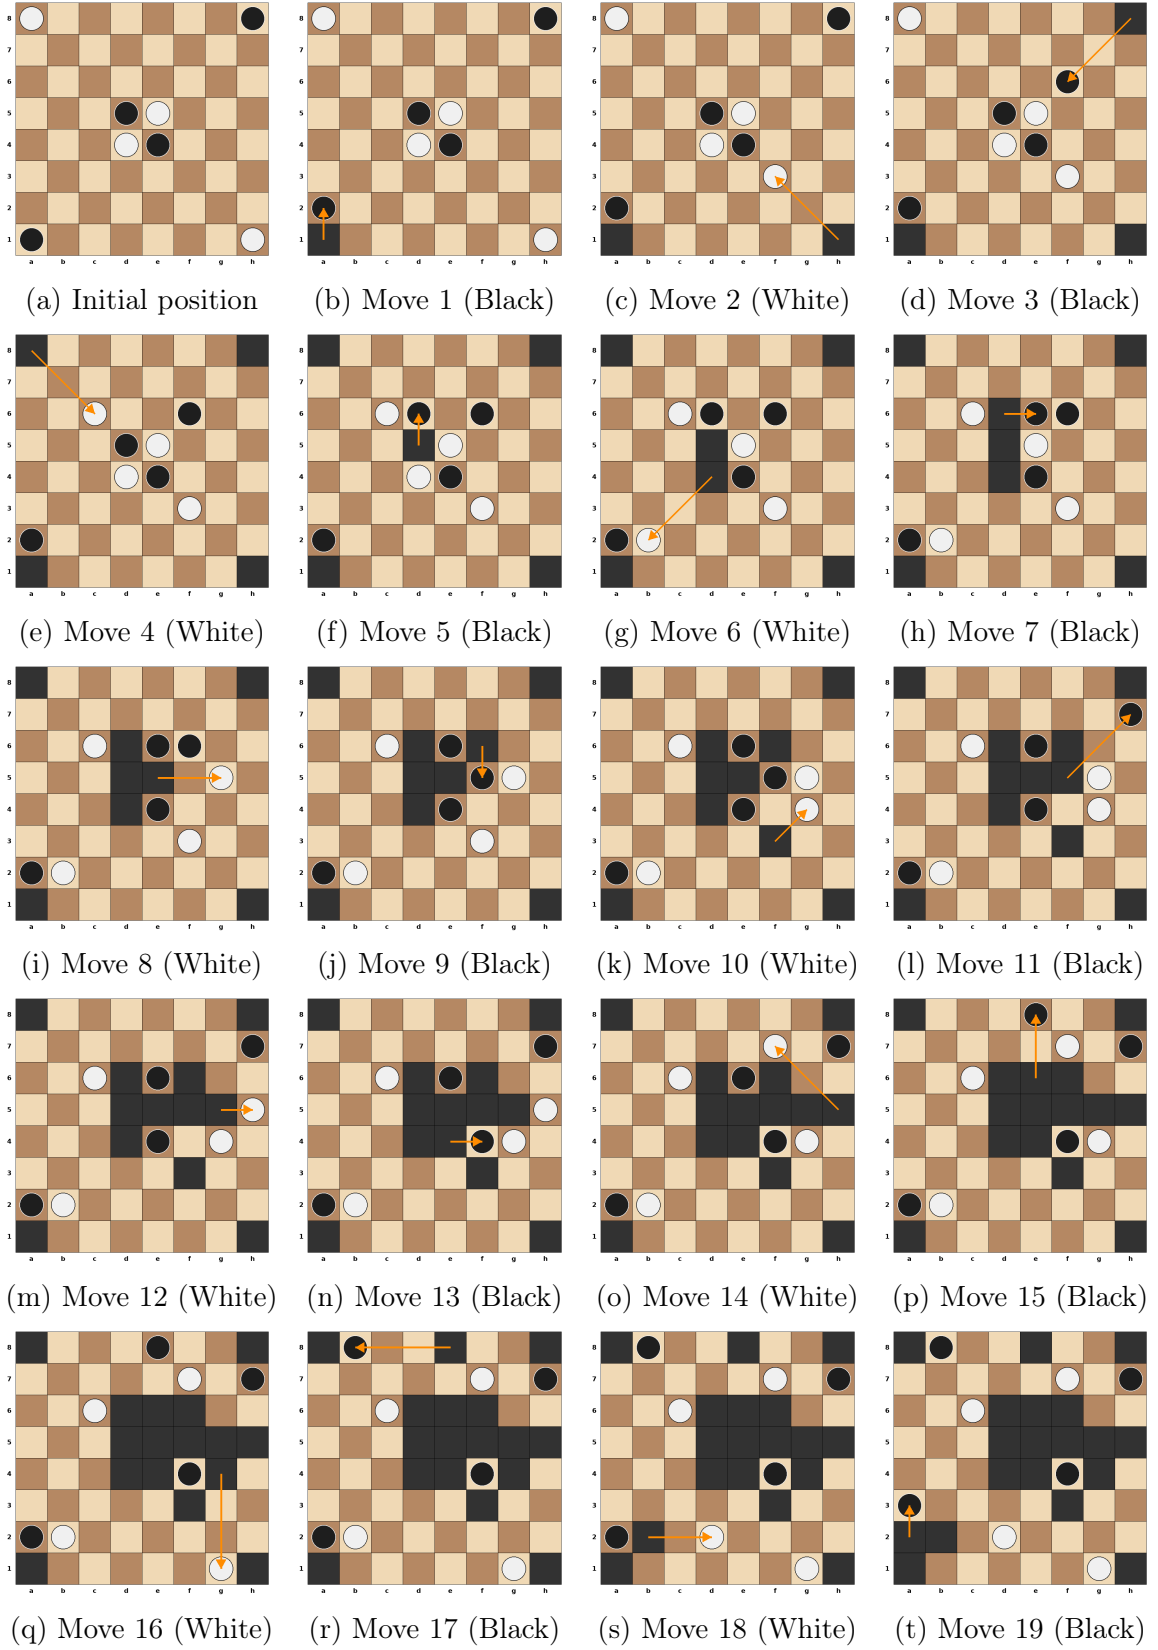 (a) Initial position
(b) Move 1 (Black)
(c) Move 2 (White)
(d) Move 3 (Black)
(e) Move 4 (White)
(f) Move 5 (Black)
(g) Move 6 (White)
(h) Move 7 (Black)
(i) Move 8 (White)
(j) Move 9 (Black)
(k) Move 10 (White)
(l) Move 11 (Black)
(m) Move 12 (White)
(n) Move 13 (Black)
(o) Move 14 (White)
(p) Move 15 (Black)
(q) Move 16 (White)
(r) Move 17 (Black)
(s) Move 18 (White)
(t) Move 19 (Black)